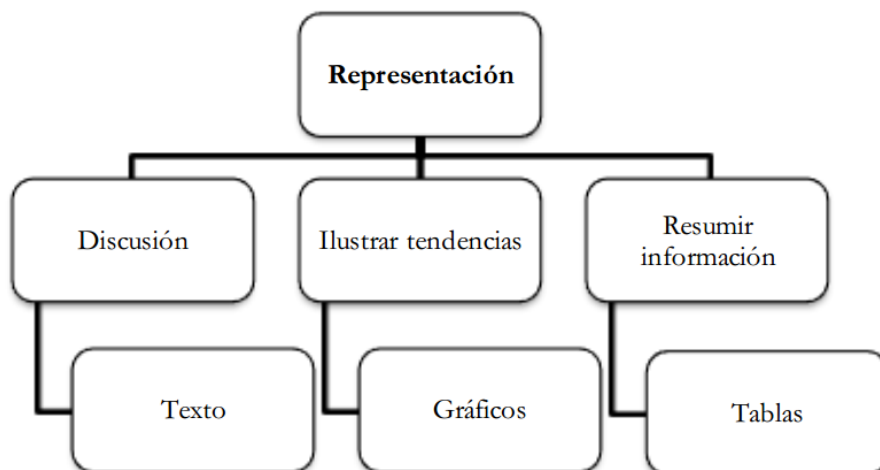 Representación
Discusión
Ilustrar tendencias
Resumir
información
Texto
Gráficos
Tablas